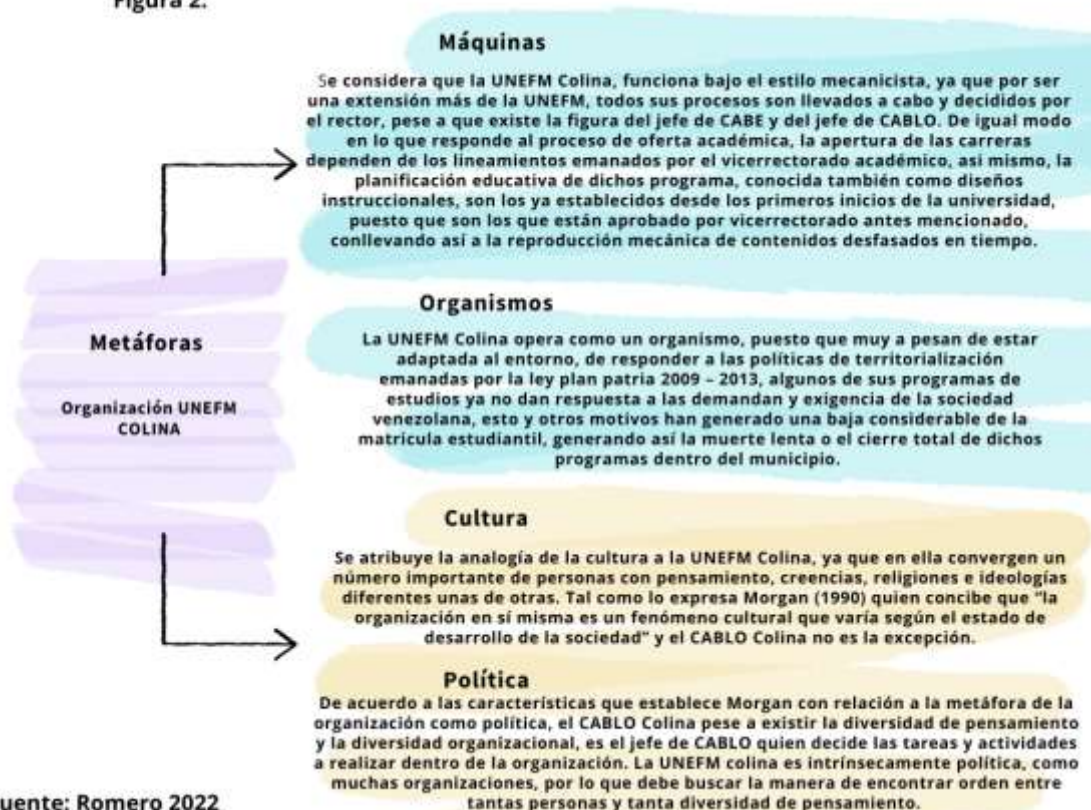 Figura 2.
Máquinas
Se considera que la UNEFM Colina, funciona bajo el estilo mecanicista, ya que por ser
una extensión más de la UNEFM, todos sus procesos son llevados a cabo y decididos por
el rector, pese a que existe la figura del jefe de CABE y del jefe de CABLO. De igual modo
en lo que responde al proceso de oferta académica, la apertura de las carreras
dependen de los lineamientos emanados por el vicerrectorado académico, asi mismo, la
planificación educativa de dichos programa, conocida también como diseños
instruccionales, son los ya establecidos desde los primeros inicios de la universidad,
puesto que son los que están aprobado por vicerrectorado antes mencionado,
conllevando así a la reproducción mecánica de contenidos desfasados en tiempo.
Metáforas
Organización UNEFM
COLINA
Organismos
La UNEFM Colina opera como un organismo, puesto que muy a pesan de estar
adaptada al entorno, de responder a las políticas de territorialización
emanadas por la ley plan patria 2009 – 2013, algunos de sus programas de
estudios ya no dan respuesta a las demandan y exigencia de la sociedad
venezolana, esto y otros motivos han generado una baja considerable de la
matricula estudiantil, generando así la muerte lenta o el cierre total de dichos
programas dentro del municipio.
Cultura
Se atribuye la analogía de la cultura a la UNEFM Colina, ya que en ella convergen un
número importante de personas con pensamiento, creencias, religiones e ideologías
diferentes unas de otras. Tal como lo expresa Morgan (1990) quien concibe que “la
organización en sí misma es un fenómeno cultural que varía según el estado de
desarrollo de la sociedad” y el CABLO Colina no es la excepción.
Política
De acuerdo a las características que establece Morgan con relación a la metáfora de la
organización como política, el CABLO Colina pese a existir la diversidad de pensamiento
y la diversidad organizacional, es el jefe de CABLO quien decide las tareas y actividades
a realizar dentro de la organización. La UNEFM colina es intrínsecamente política, como
muchas organizaciones, por lo que debe buscar la manera de encontrar orden entre
tantas personas y tanta diversidad de pensamiento.
uente: Romero 2022